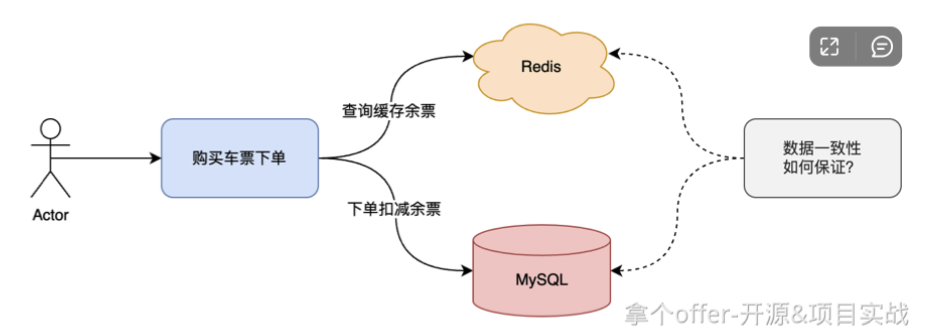 Redis
查询缓存余票
购买车票下单
数据一致性
如何保证?
Actor
下单扣减余票
MySQL
拿个offer-开源&项目实战